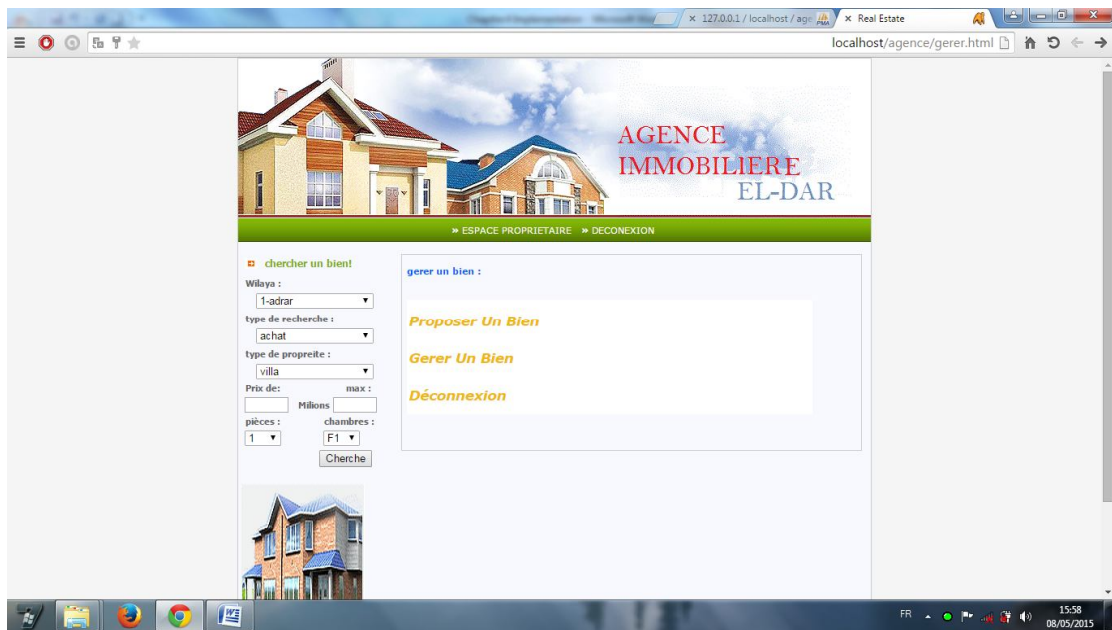 127.0.0.1 / localhost / age
PMA
Real Estate
localhost/agence/gerer.html
AGENCE
IMMOBILIERE
EL-DAR
» ESPACE PROPRIETAIRE » DECONEXION
chercher un bien!
Wilaya :
1-adrar
type de recherche :
achat
type de propreite :
villa
Prix de: max :
Milions
pièces : chambres :
1 F1
Cherche
gerer un bien :
Proposer Un Bien
Gerer Un Bien
Déconnexion
FR
15:58
08/05/2015